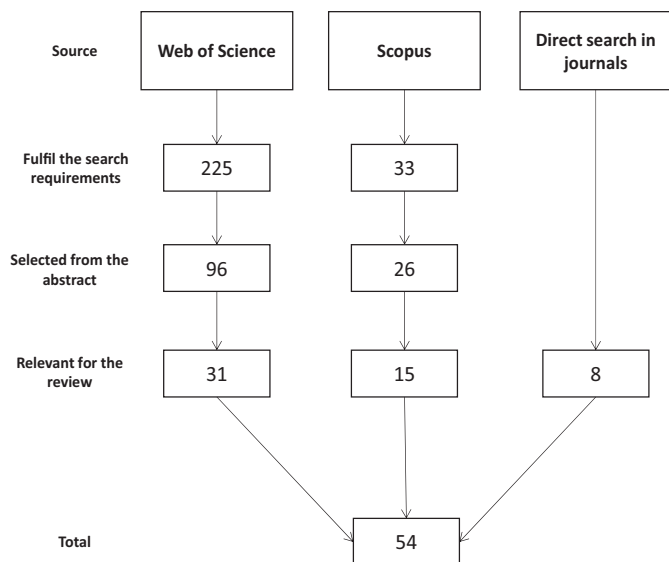 Source
Web of Science
Scopus
Direct search in
journals
Fulfil the search
requirements
225
33
Selected from the
abstract
96
26
Relevant for the
review
31
15
8
Total
54